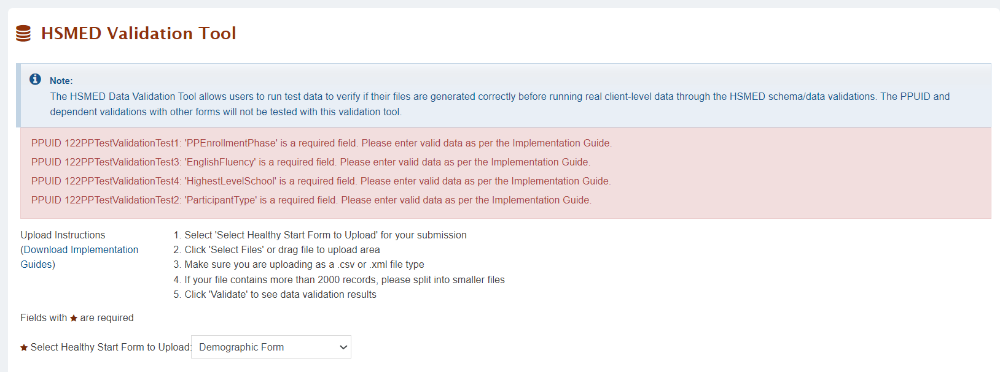 HSMED Validation Tool
Note:
The HSMED Data Validation Tool allows users to run test data to verify if their files are generated correctly before running real client-level data through the HSMED schema/data validations. The PPUID and
dependent validations with other forms will not be tested with this validation tool.
PPUID 122PPTestValidationTest1: 'PPEnrollmentPhase' is a required field. Please enter valid data as per the Implementation Guide.
PPUID 122PPTestValidationTest3: 'EnglishFluency' is a required field. Please enter valid data as per the Implementation Guide.
PPUID 122PPTestValidationTest4: 'HighestLevelSchool' is a required field. Please enter valid data as per the Implementation Guide.
PPUID 122PPTestValidationTest2: 'ParticipantType' is a required field. Please enter valid data as per the Implementation Guide.
Upload Instructions
(Download Implementation
Guides)
1. Select 'Select Healthy Start Form to Upload' for your submission
2. Click 'Select Files' or drag file to upload area
3. Make sure you are uploading as a .csv or .xml file type
4. If your file contains more than 2000 records, please split into smaller files
5. Click 'Validate' to see data validation results
Fields with ★ are required
★ Select Healthy Start Form to Upload: Demographic Form